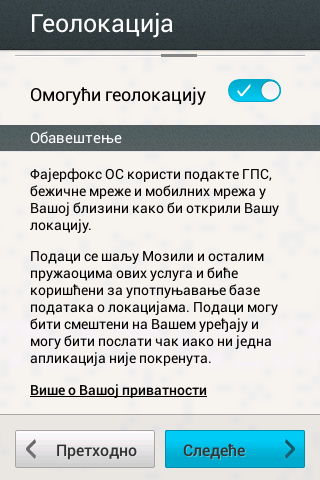 Геолокација
Омогући геолокацију
Обавештење
Фајерфокс ОС користи подакте ГПС,
бежичне мреже и мобилних мрежа у
Вашој близини како би открили Вашу
локацију.
Подаци се шаљу Мозили и осталим
пружаоцима ових услуга и биће
коришћени за употпуњавање базе
података о локацијама. Подаци могу
бити смештени на Вашем уређају и
могу бити послати чак иако ни једна
апликација није покренута.
Више о Вашој приватности
Претходно
Следеће